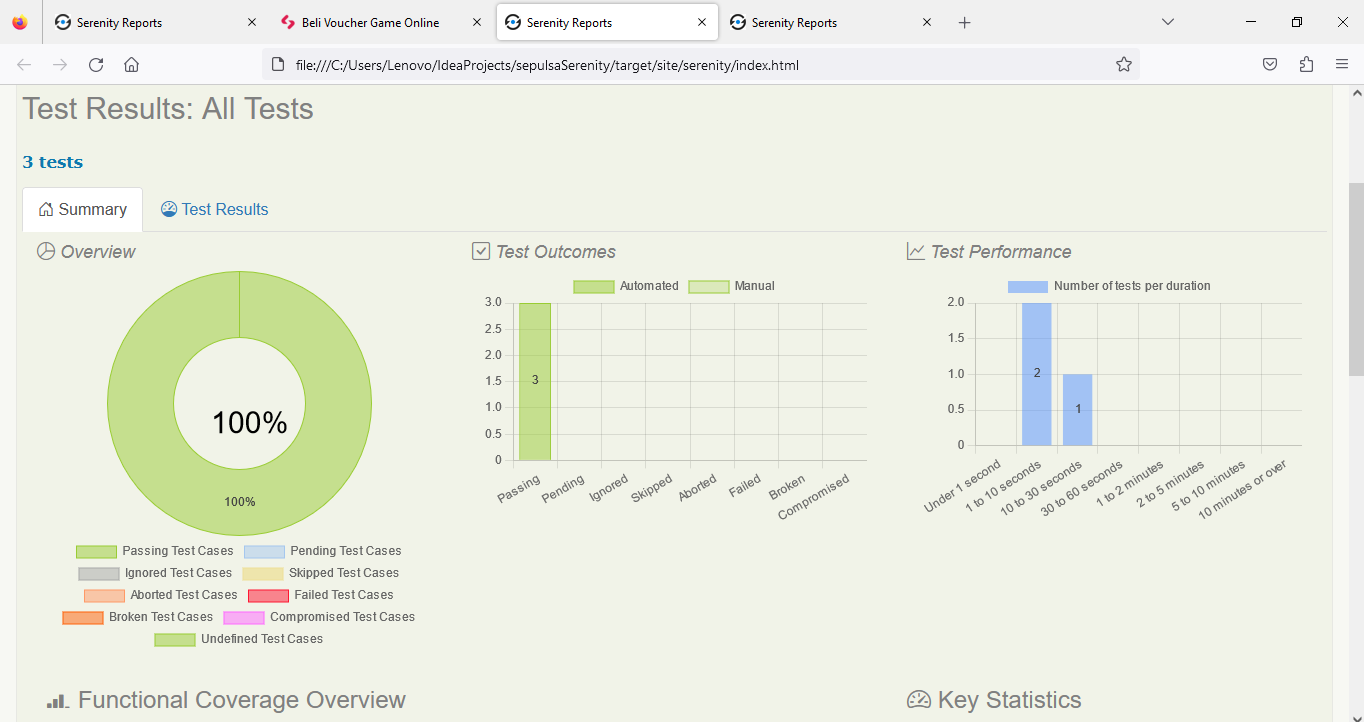 Serenity Reports
Beli Voucher Game Online
Serenity Reports
Serenity Reports
file:///C:/Users/Lenovo/IdeaProjects/sepulsaSerenity/target/site/serenity/index.html
Test Results: All Tests
3 tests
Summary
Test Results
Overview
100%
100%
Passing Test Cases
Pending Test Cases
Ignored Test Cases
Skipped Test Cases
Aborted Test Cases
Failed Test Cases
Broken Test Cases
Compromised Test Cases
Undefined Test Cases
Test Outcomes
Automated
Manual
3.0
2.5
2.0
1.5
1.0
0.5
0
3
Passing
Pending
Ignored
Skipped
Aborted
Failed
Broken
Compromised
Test Performance
Number of tests per duration
2.0
1.5
1.0
0.5
0
2
1
Under 1 second
1 to 10 seconds
10 to 30 seconds
30 to 60 seconds
1 to 2 minutes
2 to 5 minutes
5 to 10 minutes
10 minutes or over
Functional Coverage Overview
Key Statistics